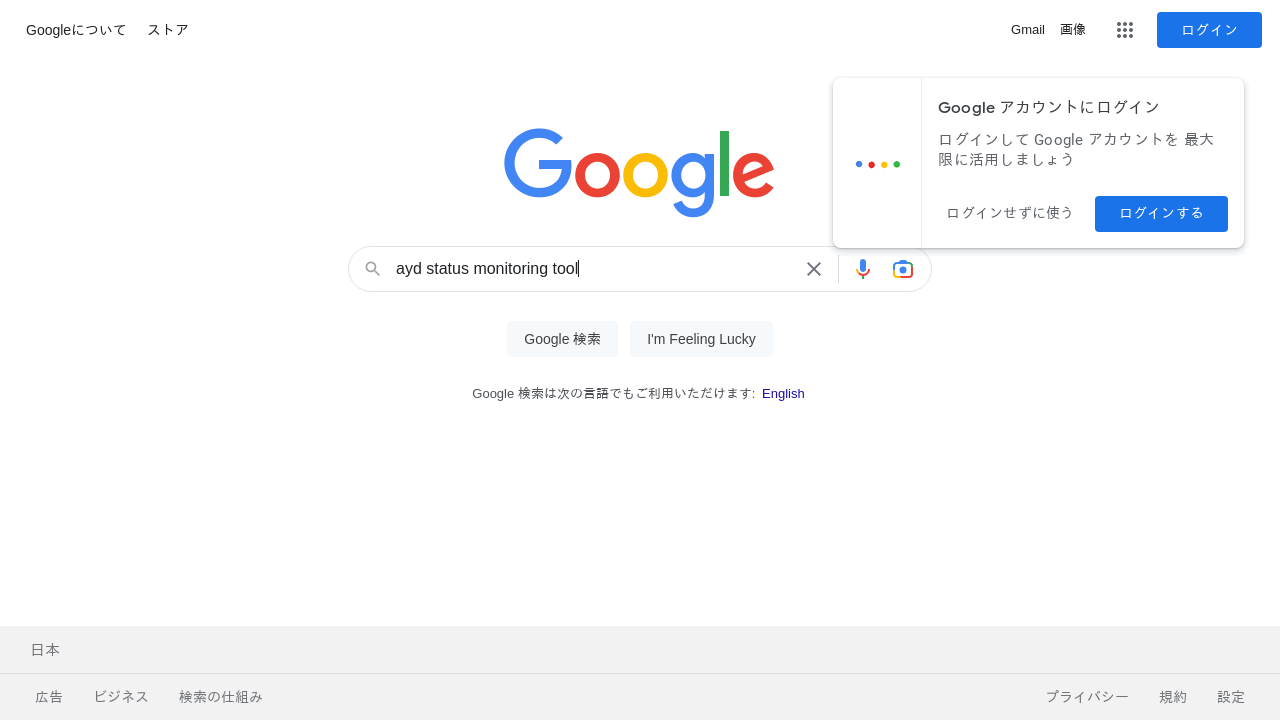 Googleについて ストア Gmail 画像 ログイン
Google アカウントにログイン
ログインして Google アカウントを 最大
限に活用しましょう
ログインせずに使う ログインする
Google
ayd status monitoring tool
Google 検索 I'm Feeling Lucky
Google 検索は次の言語でもご利用いただけます: English
日本
広告 ビジネス 検索の仕組み プライバシー 規約 設定